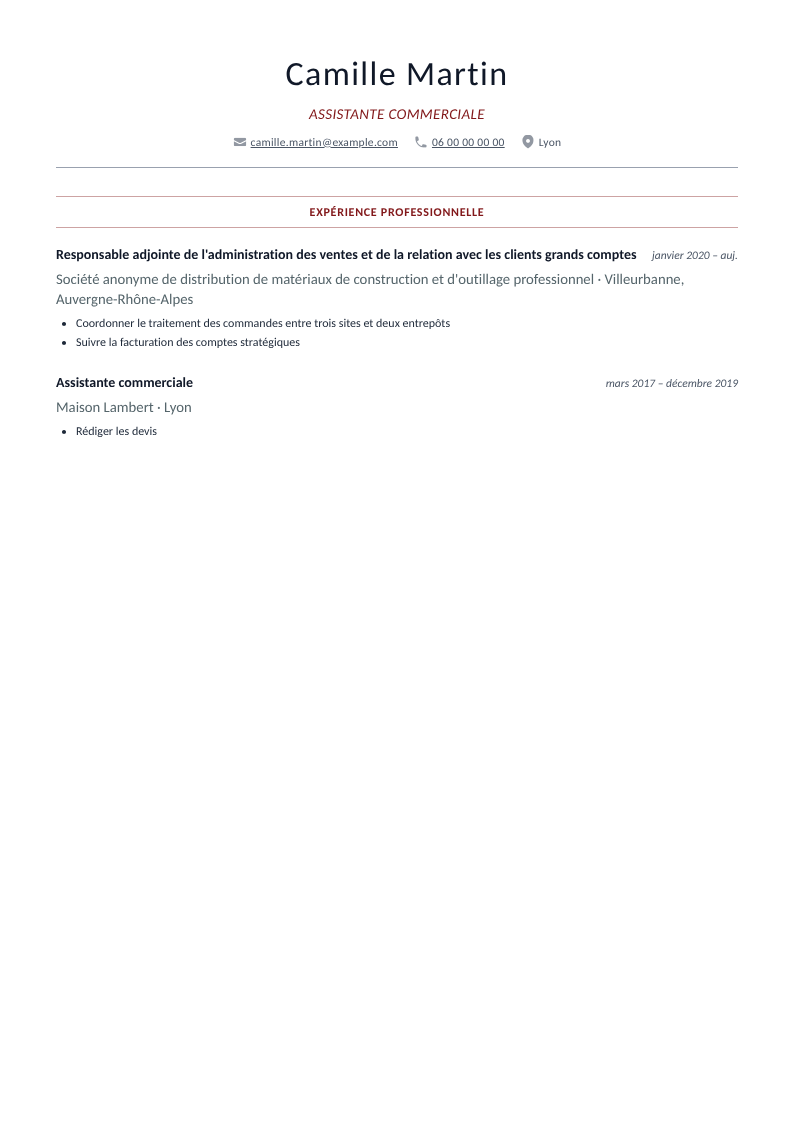 Camille Martin
ASSISTANTE COMMERCIALE
camille.martin@example.com 06 00 00 00 00 Lyon
EXPÉRIENCE PROFESSIONNELLE
Responsable adjointe de l'administration des ventes et de la relation avec les clients grands comptes janvier 2020 – auj.
Société anonyme de distribution de matériaux de construction et d'outillage professionnel · Villeurbanne,
Auvergne-Rhône-Alpes
• Coordonner le traitement des commandes entre trois sites et deux entrepôts
• Suivre la facturation des comptes stratégiques
Assistante commerciale mars 2017 – décembre 2019
Maison Lambert · Lyon
• Rédiger les devis